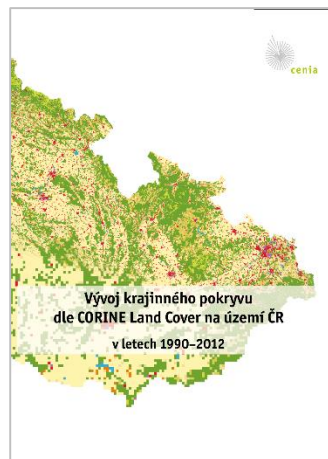 cenia
Vývoj krajinného pokryvu
dle CORINE Land Cover na území ČR
v letech 1990–2012